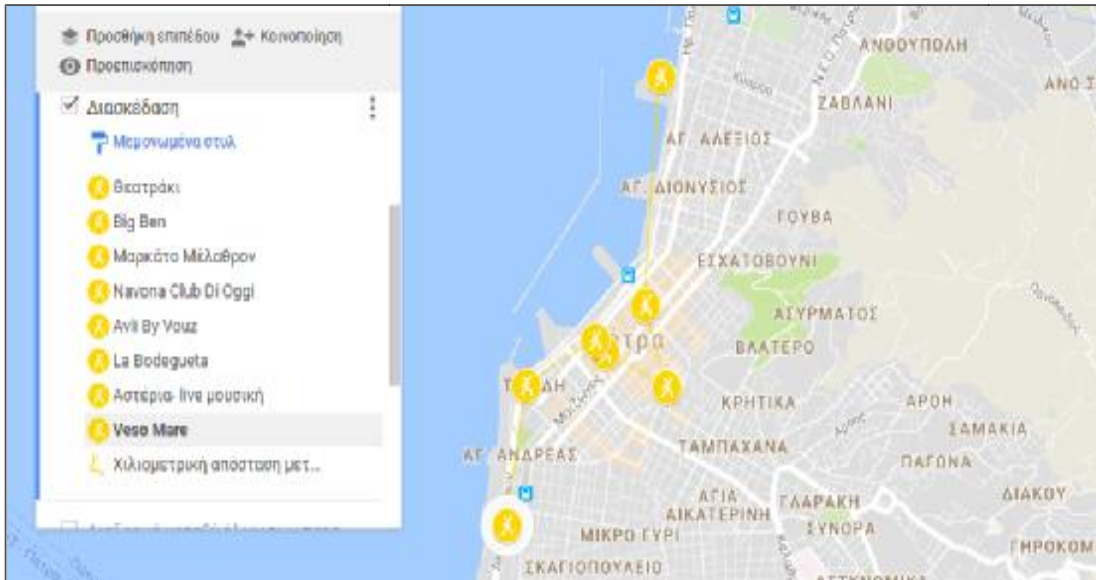 Προσθήκη επιπέδου Κοινοποίηση
Προεπισκόπηση
Διασκέδαση
Μεμονωμένα στυλ
Θεατράκι
Big Ben
Μαρκάτο Μέλαθρον
Navona Club Di Oggi
Avli By Vouz
La Bodegueta
Αστέρια- live μουσική
Veso Mare
Χιλιομετρική απόσταση μετ...
ΑΝΘΟΥΠΟΛΗ
ΖΑΒΛΑΝΙ
ΑΓ. ΑΛΕΞΙΟΣ
ΑΓ. ΔΙΟΝΥΣΙΟΣ
ΓΟΥΒΑ
ΕΣΧΑΤΟΒΟΥΝΙ
ΑΣΥΡΜΑΤΟΣ
ΒΛΑΤΕΡΟ
ΚΡΗΤΙΚΑ
ΑΡΟΗ
ΣΑΜΑΚΙΑ
ΤΑΜΠΑΧΑΝΑ
ΠΑΓΩΝΑ
ΑΓ. ΑΝΔΡΕΑΣ
ΑΓΙΑ
ΑΙΚΑΤΕΡΙΝΗ
ΓΛΑΡΑΚΗ
ΔΙΑΚΟΥ
ΣΥΝΟΡΑ
ΜΙΚΡΟ ΓΥΡΙ
ΓΗΡΟΚΟΜ
ΣΚΑΓΙΟΠΟΥΛΕΙΟ